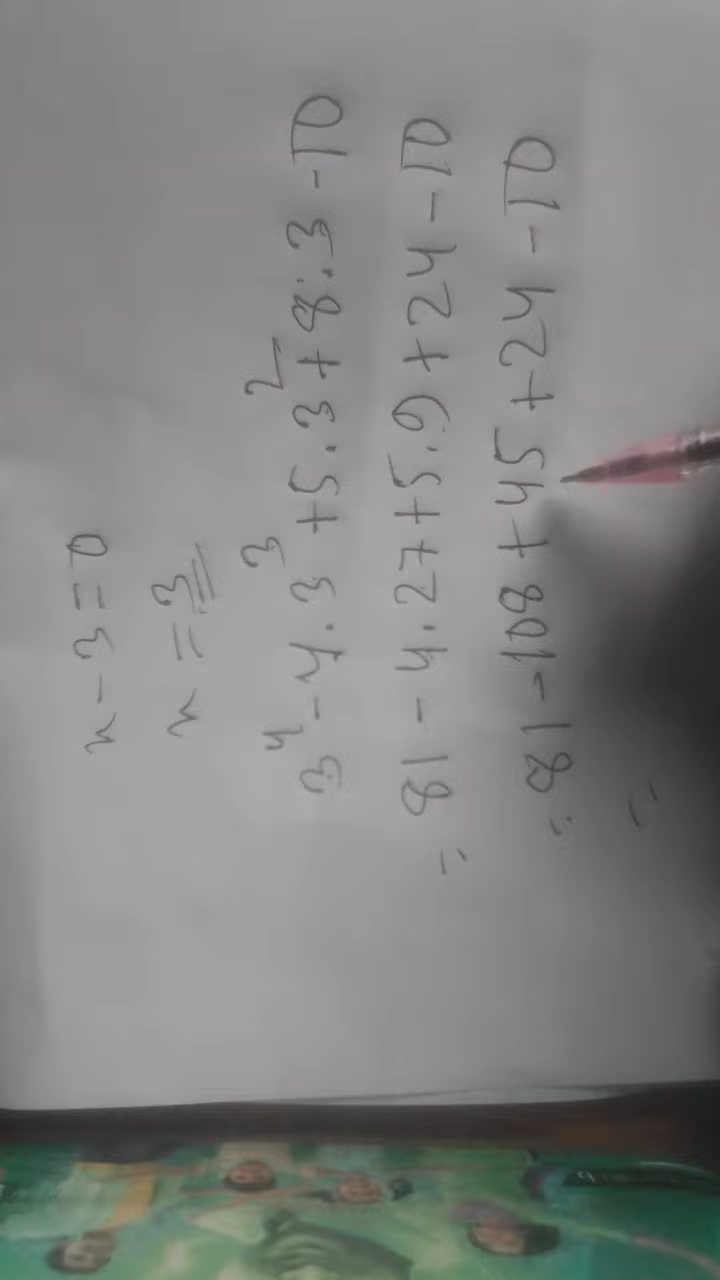 x - 3 = 0
x = 3
3⁴ - 4.3³ + 5.3² + 8.3 - 10
= 81 - 4.27 + 5.9 + 24 - 10
= 81 - 108 + 45 + 24 - 10
=